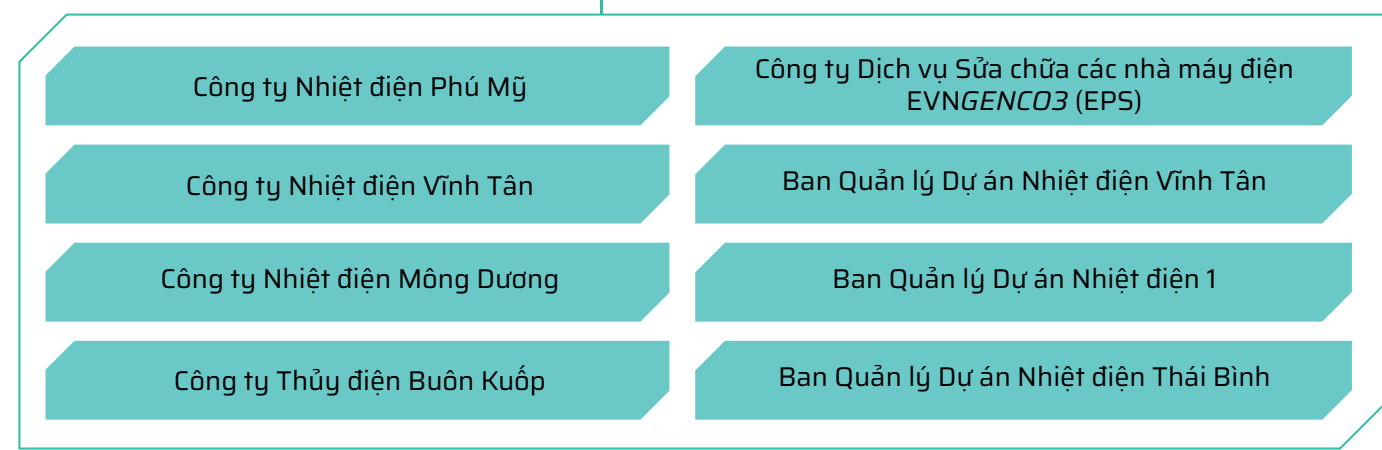 Công ty Nhiệt điện Phú Mỹ
Công ty Nhiệt điện Vĩnh Tân
Công ty Nhiệt điện Mông Dương
Công ty Thủy điện Buôn Kuốp
Công ty Dịch vụ Sửa chữa các nhà máy điện
EVNGENCO3 (EPS)
Ban Quản lý Dự án Nhiệt điện Vĩnh Tân
Ban Quản lý Dự án Nhiệt điện 1
Ban Quản lý Dự án Nhiệt điện Thái Bình